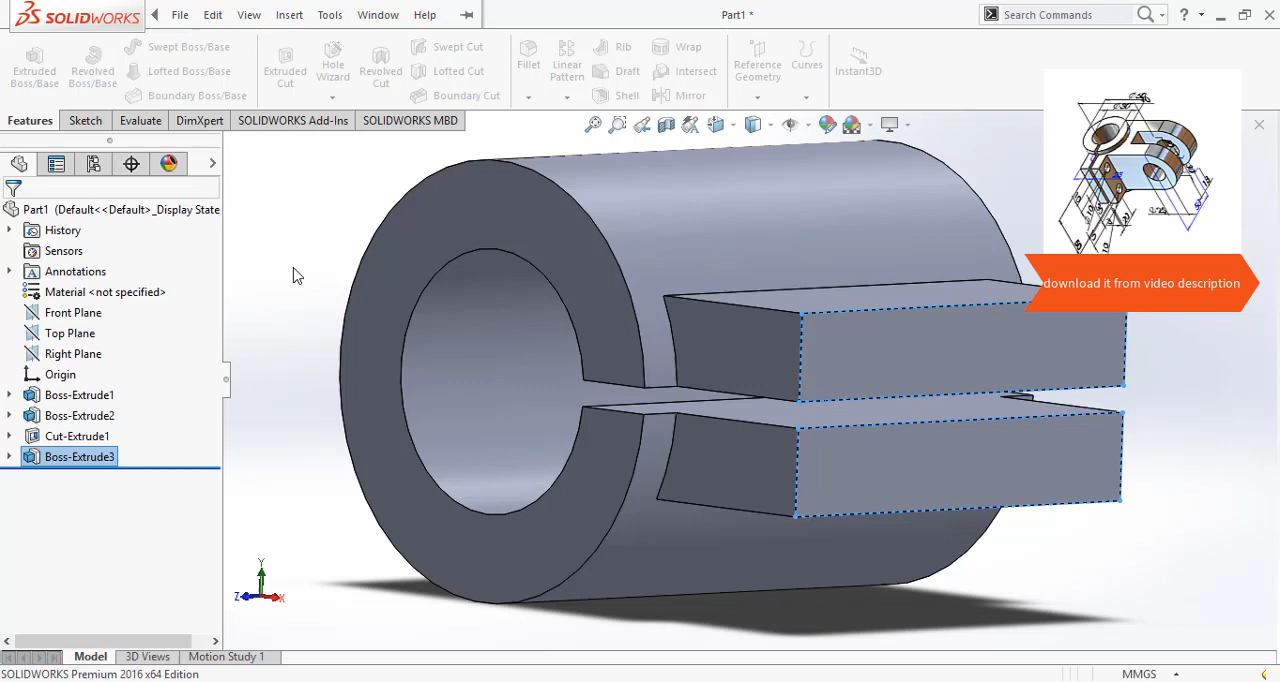 SOLIDWORKS File Edit View Insert Tools Window Help Part1 * Search Commands ?
Extruded Boss/Base
Revolved Boss/Base
Swept Boss/Base
Lofted Boss/Base
Boundary Boss/Base
Extruded Cut
Hole Wizard
Revolved Cut
Swept Cut
Lofted Cut
Boundary Cut
Fillet
Linear Pattern
Rib
Draft
Shell
Wrap
Intersect
Mirror
Reference Geometry
Curves
Instant3D
Features Sketch Evaluate DimXpert SOLIDWORKS Add-Ins SOLIDWORKS MBD
Part1 (Default<<Default>_Display State
History
Sensors
Annotations
Material <not specified>
Front Plane
Top Plane
Right Plane
Origin
Boss-Extrude1
Boss-Extrude2
Cut-Extrude1
Boss-Extrude3
download it from video description
Y
Z X
Model 3D Views Motion Study 1
SOLIDWORKS Premium 2016 x64 Edition MMGS